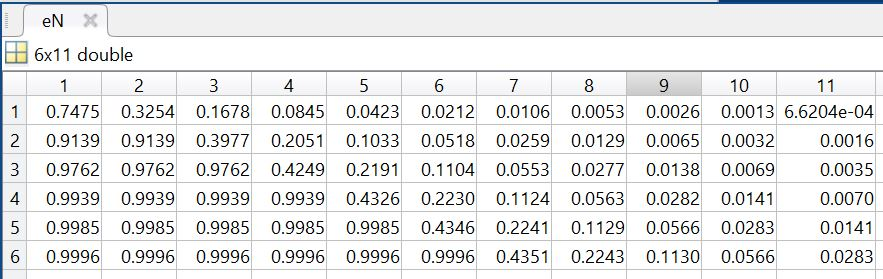 eN
6x11 double
1 2 3 4 5 6 7 8 9 10 11
1 0.7475 0.3254 0.1678 0.0845 0.0423 0.0212 0.0106 0.0053 0.0026 0.0013 6.6204e-04
2 0.9139 0.9139 0.3977 0.2051 0.1033 0.0518 0.0259 0.0129 0.0065 0.0032 0.0016
3 0.9762 0.9762 0.9762 0.4249 0.2191 0.1104 0.0553 0.0277 0.0138 0.0069 0.0035
4 0.9939 0.9939 0.9939 0.9939 0.4326 0.2230 0.1124 0.0563 0.0282 0.0141 0.0070
5 0.9985 0.9985 0.9985 0.9985 0.9985 0.4346 0.2241 0.1129 0.0566 0.0283 0.0141
6 0.9996 0.9996 0.9996 0.9996 0.9996 0.9996 0.4351 0.2243 0.1130 0.0566 0.0283